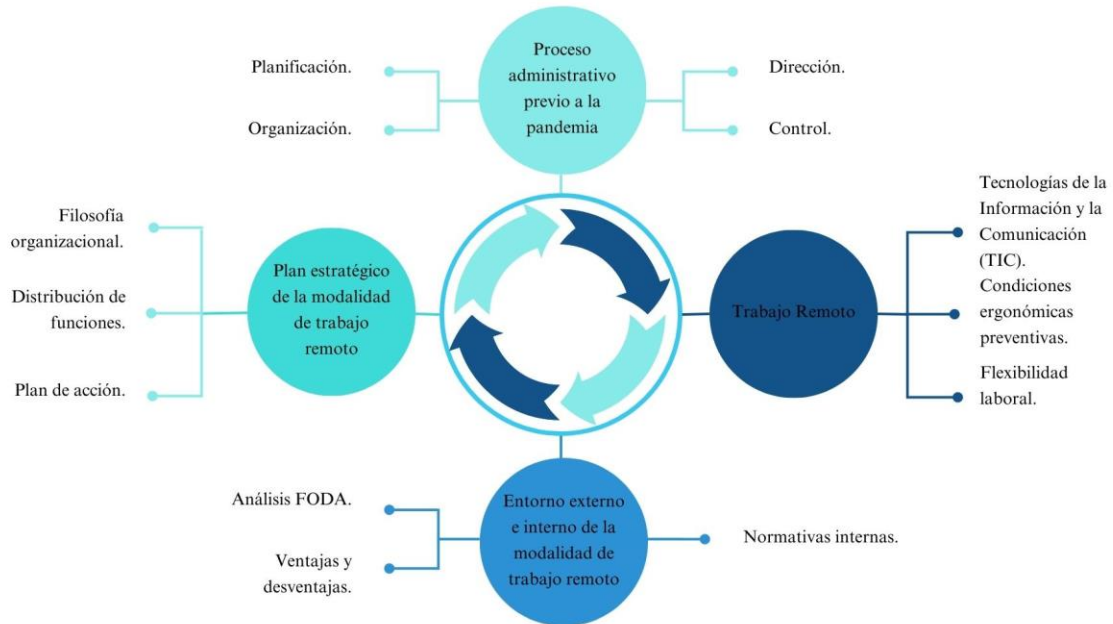 Proceso
administrativo
previo a la
pandemia
Planificación.
Organización.
Dirección.
Control.
Tecnologías de la
Información y la
Comunicación
(TIC).
Condiciones
ergonómicas
preventivas.
Flexibilidad
laboral.
Trabajo Remoto
Filosofía
organizacional.
Distribución de
funciones.
Plan de acción.
Plan estratégico
de la modalidad
de trabajo
remoto
Análisis FODA.
Ventajas y
desventajas.
Entorno externo
e interno de la
modalidad de
trabajo remoto
Normativas internas.